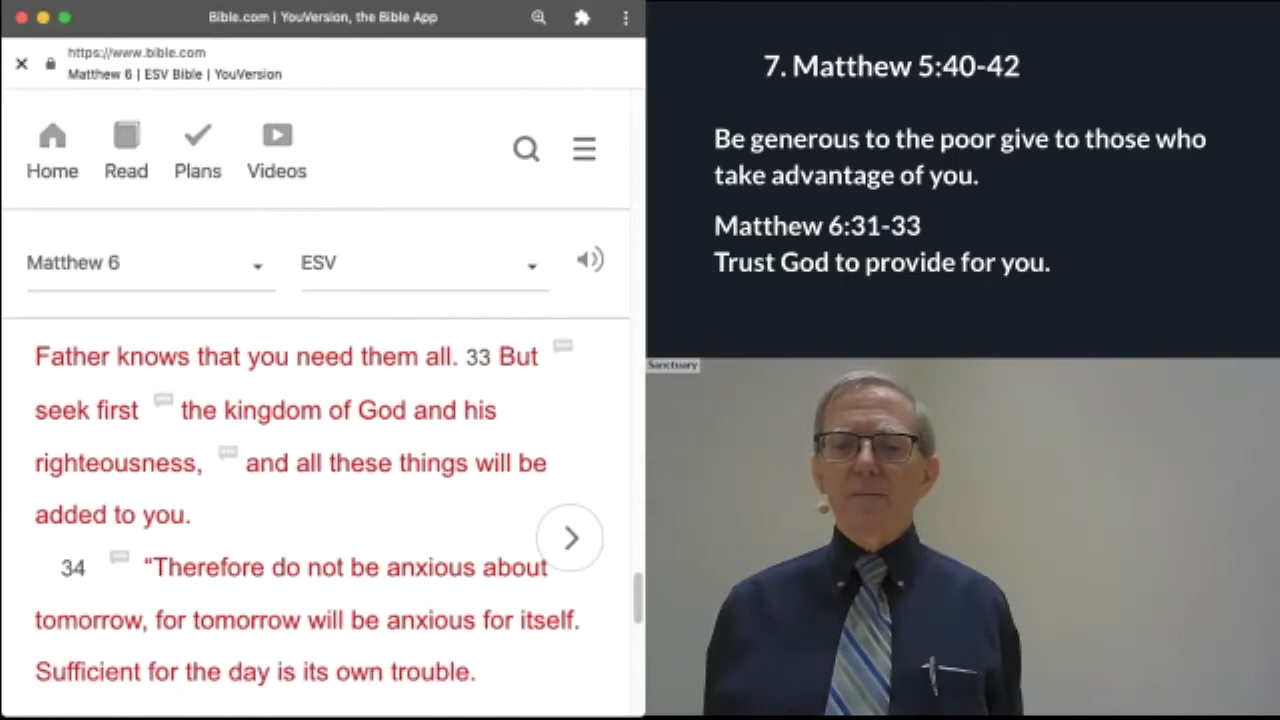 Bible.com | YouVersion, the Bible App
https://www.bible.com
Matthew 6 | ESV Bible | YouVersion
Home Read Plans Videos
Matthew 6 ESV
Father knows that you need them all. 33 But
seek first the kingdom of God and his
righteousness, and all these things will be
added to you.
34 “Therefore do not be anxious about
tomorrow, for tomorrow will be anxious for itself.
Sufficient for the day is its own trouble.
7. Matthew 5:40-42
Be generous to the poor give to those who
take advantage of you.
Matthew 6:31-33
Trust God to provide for you.
Sanctuary